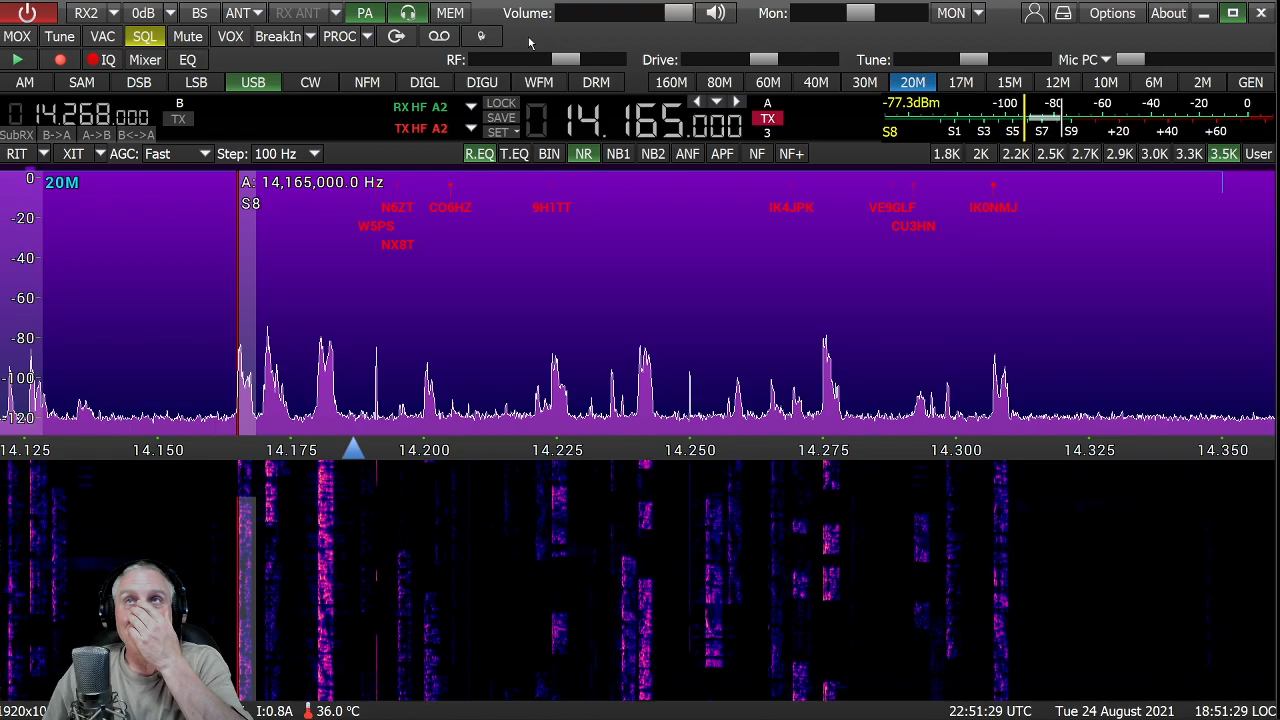 RX2 0dB BS ANT RX ANT PA MEM Volume: Mon: MON Options About
MOX Tune VAC SQL Mute VOX BreakIn PROC
IQ Mixer EQ RF: Drive: Tune: Mic PC
AM SAM DSB LSB USB CW NFM DIGL DIGU WFM DRM 160M 80M 60M 40M 30M 20M 17M 15M 12M 10M 6M 2M GEN
0 14.268.000 B TX RX HF A2 LOCK 0 14.165.000 A TX 3 -77.3dBm -100 -80 -60 -40 -20 0
SubRX B->A A->B B<->A TX HF A2 SAVE SET S8 S1 S3 S5 S7 S9 +20 +40 +60
RIT XIT AGC: Fast Step: 100 Hz R.EQ T.EQ BIN NR NB1 NB2 ANF APF NF NF+ 1.8K 2K 2.2K 2.5K 2.7K 2.9K 3.0K 3.3K 3.5K User
0 20M A: 14,165,000.0 Hz
S8 N6ZT CO6HZ 9H1TT IK4JPK VE9GLF IK0NMJ
-20 W5PS CU3HN
NX8T
-40
-60
-80
-100
-120
14.125 14.150 14.175 14.200 14.225 14.250 14.275 14.300 14.325 14.350
1920x10 I:0.8A 36.0 °C 22:51:29 UTC Tue 24 August 2021 18:51:29 LOC